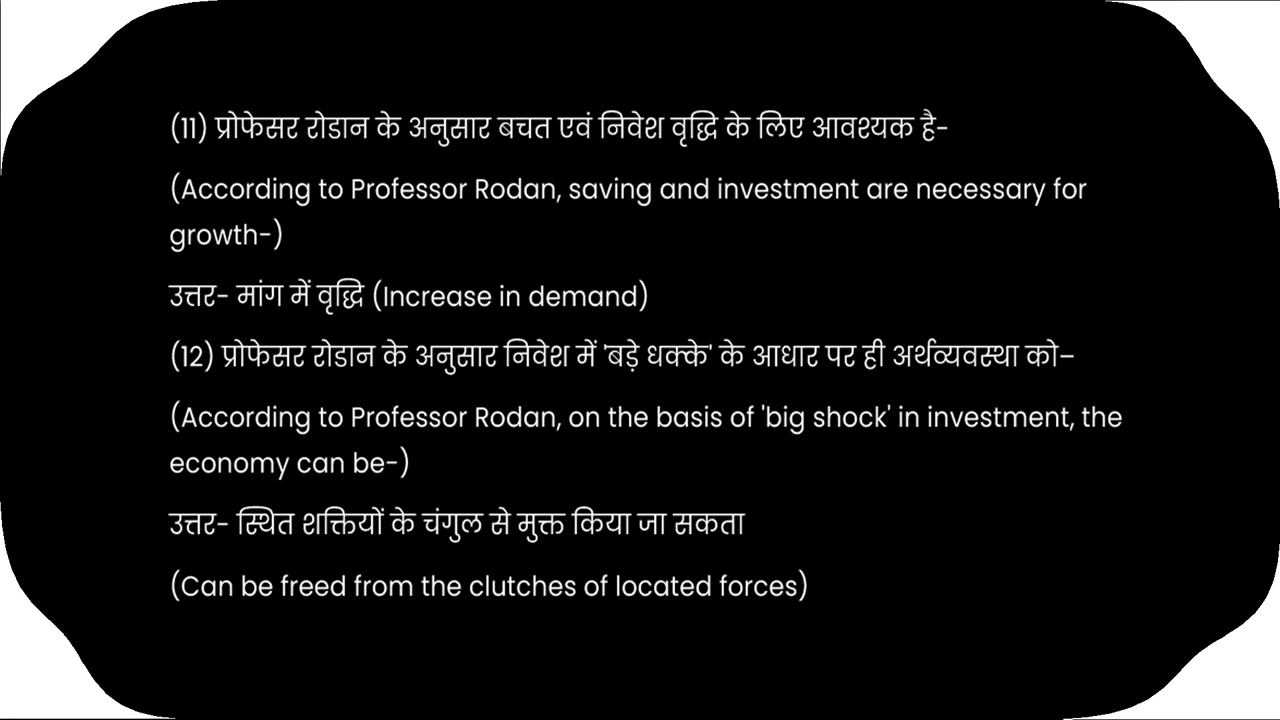 (11) प्रोफेसर रोडान के अनुसार बचत एवं निवेश वृद्धि के लिए आवश्यक है-
(According to Professor Rodan, saving and investment are necessary for
growth-)
उत्तर- मांग में वृद्धि (Increase in demand)
(12) प्रोफेसर रोडान के अनुसार निवेश में 'बड़े धक्के' के आधार पर ही अर्थव्यवस्था को–
(According to Professor Rodan, on the basis of 'big shock' in investment, the
economy can be-)
उत्तर- स्थित शक्तियों के चंगुल से मुक्त किया जा सकता
(Can be freed from the clutches of located forces)